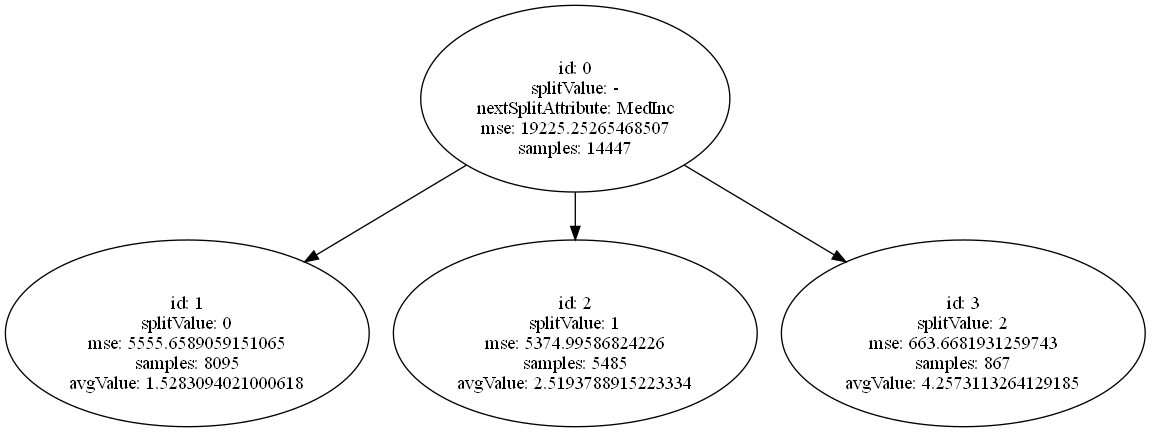 id: 0
splitValue: -
nextSplitAttribute: MedInc
mse: 19225.25265468507
samples: 14447
id: 1
splitValue: 0
mse: 5555.6589059151065
samples: 8095
avgValue: 1.5283094021000618
id: 2
splitValue: 1
mse: 5374.99586824226
samples: 5485
avgValue: 2.5193788915223334
id: 3
splitValue: 2
mse: 663.6681931259743
samples: 867
avgValue: 4.2573113264129185